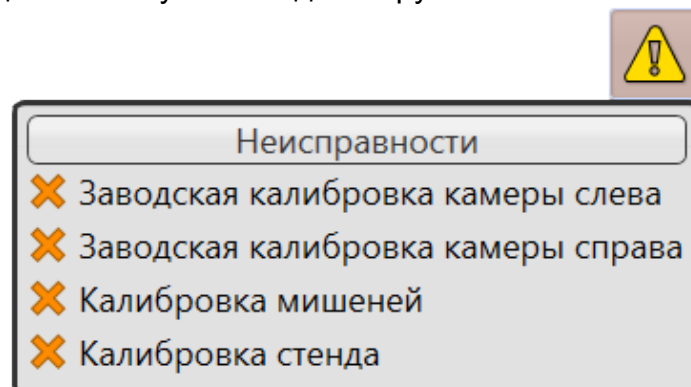 Неисправности
Заводская калибровка камеры слева
Заводская калибровка камеры справа
Калибровка мишеней
Калибровка стенда